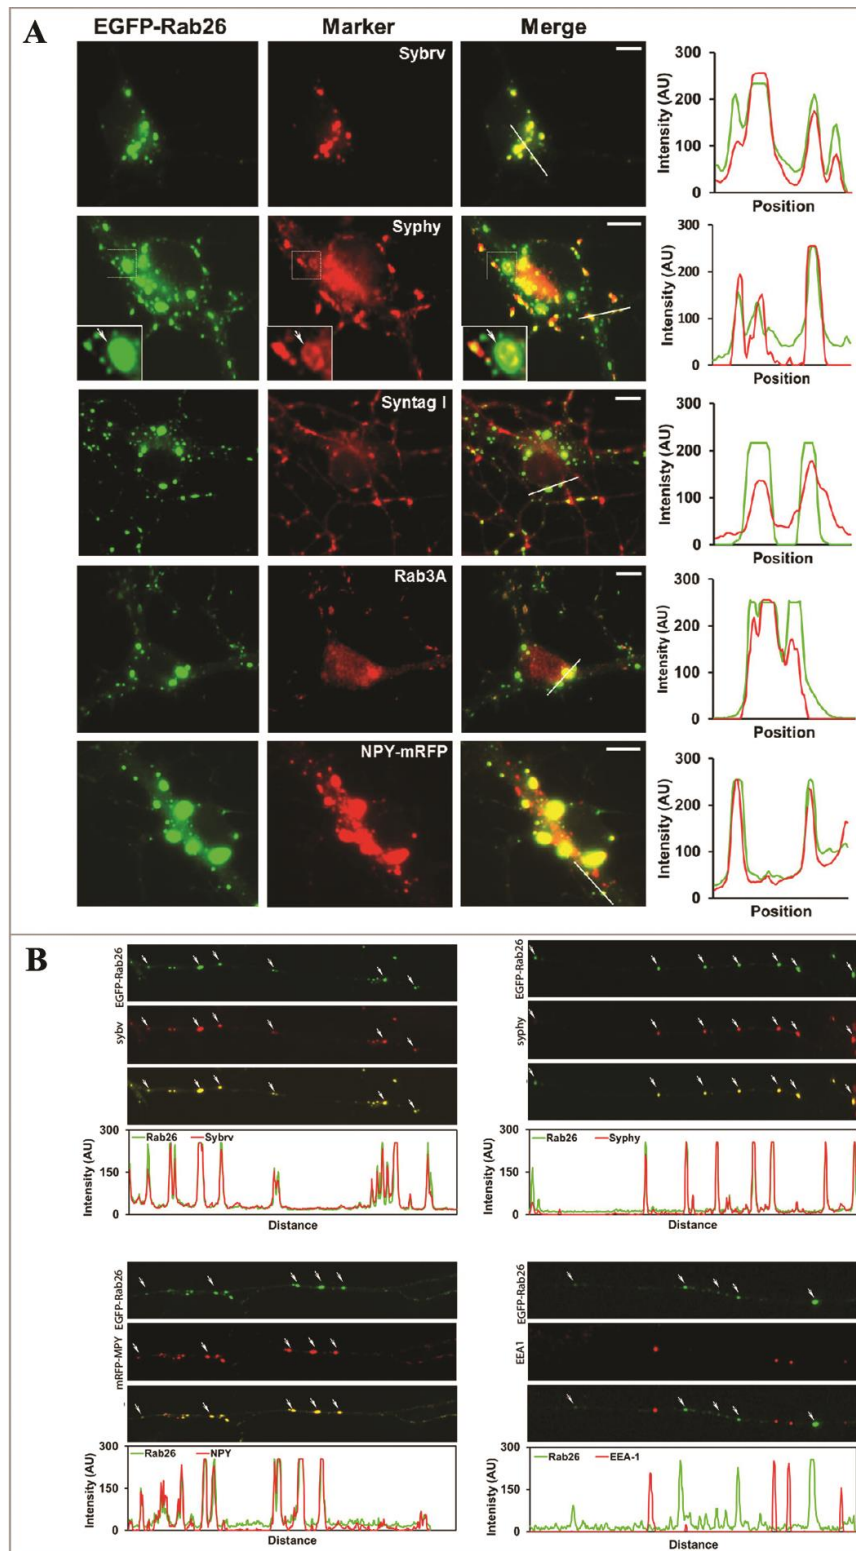 A
EGFP-Rab26 Marker Merge
Sybrv
300
200
100
0
Intensity (AU)
Position
Syphy
300
200
100
0
Intensity (AU)
Position
Syntag I
300
200
100
0
Intenisty (AU)
Position
Rab3A
300
200
100
0
Intensity (AU)
Position
NPY-mRFP
300
200
100
0
Intensity (AU)
Position
B
EGFP-Rab26
sybv
300
150
0
Intensity (AU)
Rab26 Sybrv
Distance
EGFP-Rab26
syphy
300
150
0
Intensity (AU)
Rab26 Syphy
Distance
EGFP-Rab26
mRFP-MPY
300
150
0
Intensity (AU)
Rab26 NPY
Distance
EGFP-Rab26
EEA1
300
150
0
Intensity (AU)
Rab26 EEA-1
Distance